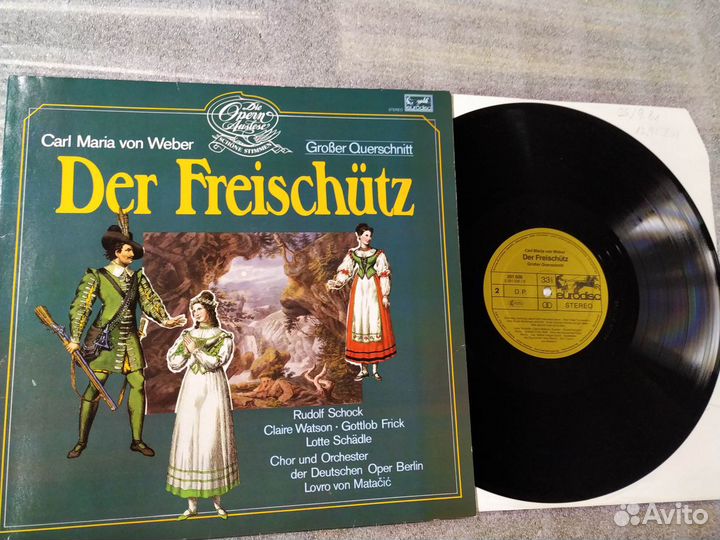 Die
Opern
Auslese
SCHÖNE STIMMEN
STEREO
eurodisc
Carl Maria von Weber
Großer Querschnitt
Der Freischütz
Rudolf Schock
Claire Watson · Gottlob Frick
Lotte Schädle
Chor und Orchester
der Deutschen Oper Berlin
Lovro von Matačić
Carl Maria von Weber
Der Freischütz
Großer Querschnitt
33
2
O.P.
eurodisc
STEREO
Avito